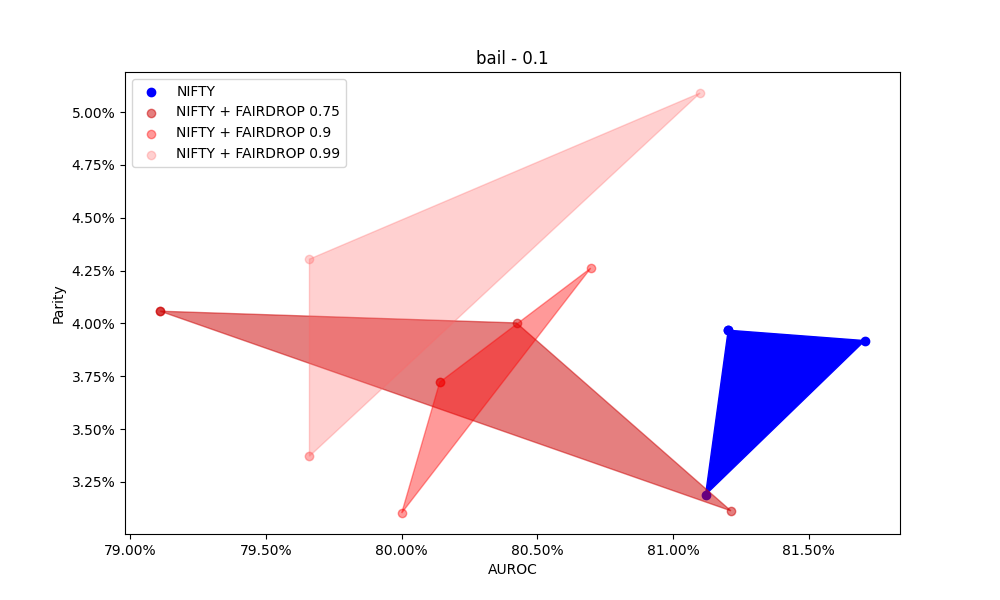 bail - 0.1
NIFTY
NIFTY + FAIRDROP 0.75
NIFTY + FAIRDROP 0.9
NIFTY + FAIRDROP 0.99
5.00%
4.75%
4.50%
4.25%
4.00%
3.75%
3.50%
3.25%
Parity
79.00% 79.50% 80.00% 80.50% 81.00% 81.50%
AUROC